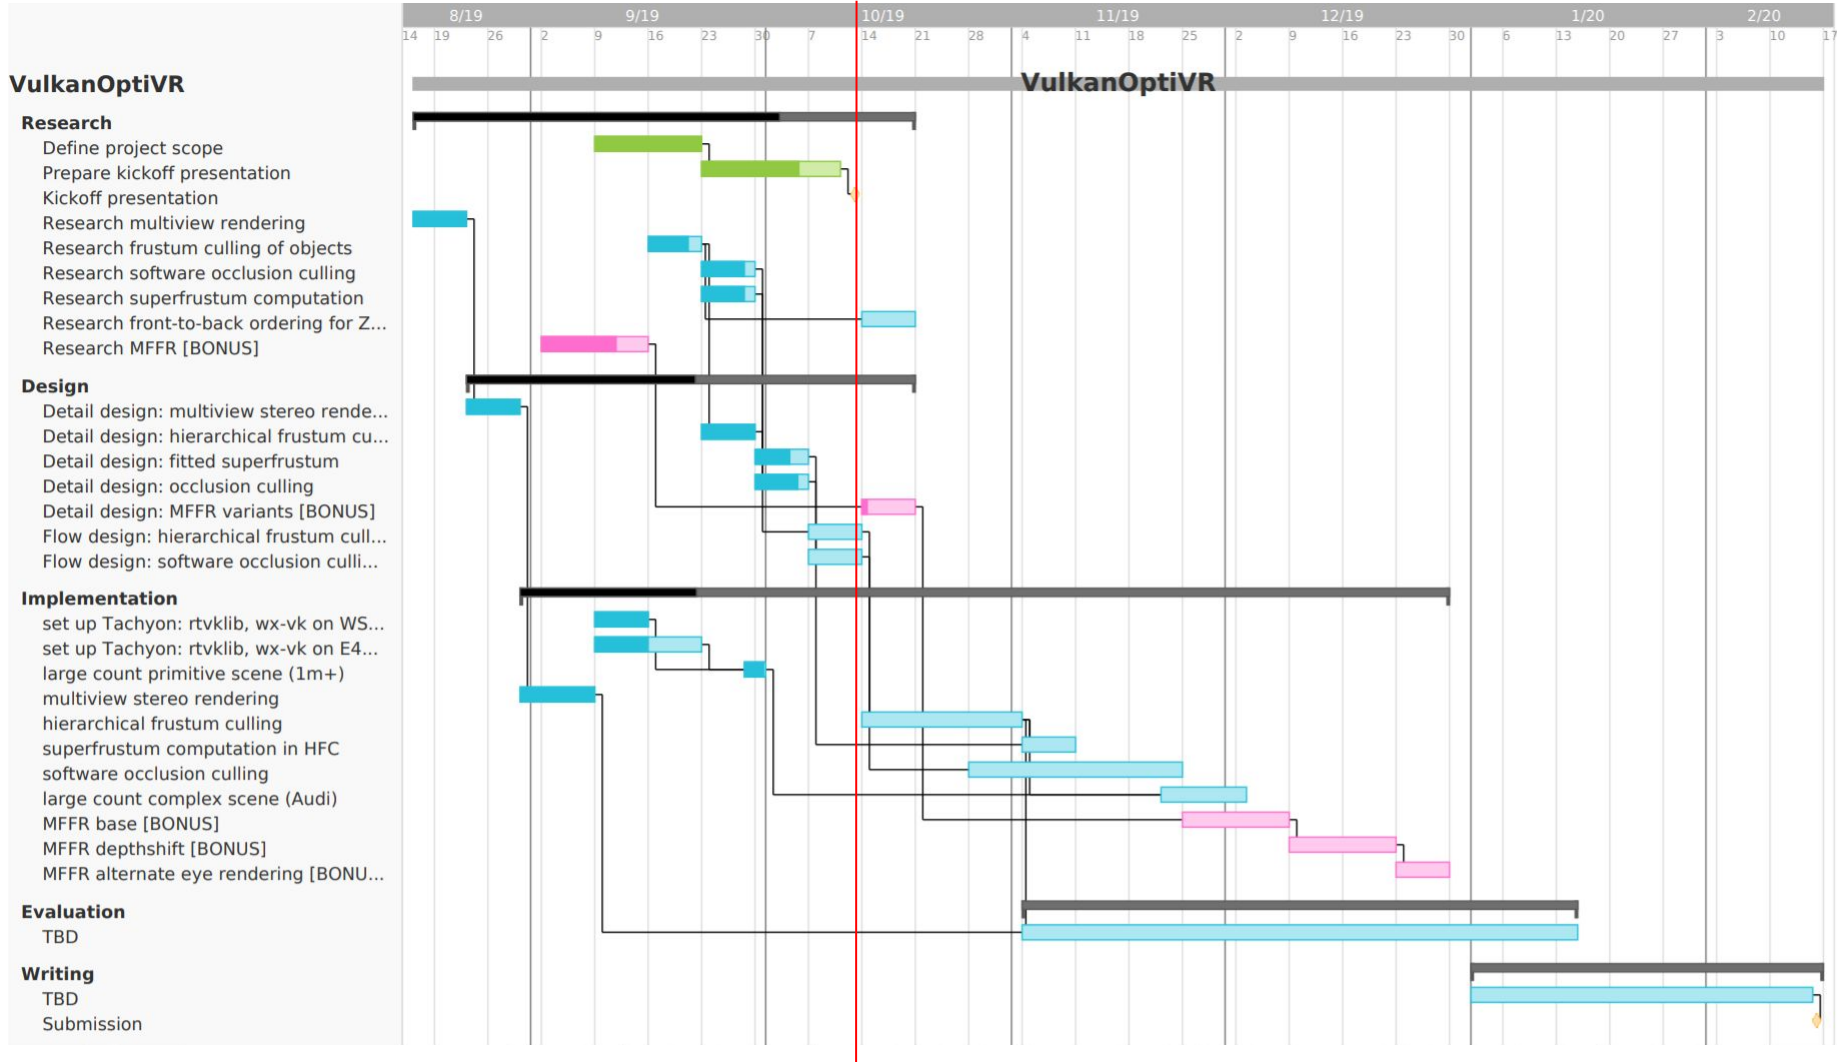 8/19 9/19 10/19 11/19 12/19 1/20 2/20
14 19 26 2 9 16 23 30 7 14 21 28 4 11 18 25 2 9 16 23 30 6 13 20 27 3 10 17
VulkanOptiVR VulkanOptiVR
Research
Define project scope
Prepare kickoff presentation
Kickoff presentation
Research multiview rendering
Research frustum culling of objects
Research software occlusion culling
Research superfrustum computation
Research front-to-back ordering for Z...
Research MFFR [BONUS]
Design
Detail design: multiview stereo rende...
Detail design: hierarchical frustum cu...
Detail design: fitted superfrustum
Detail design: occlusion culling
Detail design: MFFR variants [BONUS]
Flow design: hierarchical frustum cull...
Flow design: software occlusion culli...
Implementation
set up Tachyon: rtvklib, wx-vk on WS...
set up Tachyon: rtvklib, wx-vk on E4...
large count primitive scene (1m+)
multiview stereo rendering
hierarchical frustum culling
superfrustum computation in HFC
software occlusion culling
large count complex scene (Audi)
MFFR base [BONUS]
MFFR depthshift [BONUS]
MFFR alternate eye rendering [BONU...
Evaluation
TBD
Writing
TBD
Submission